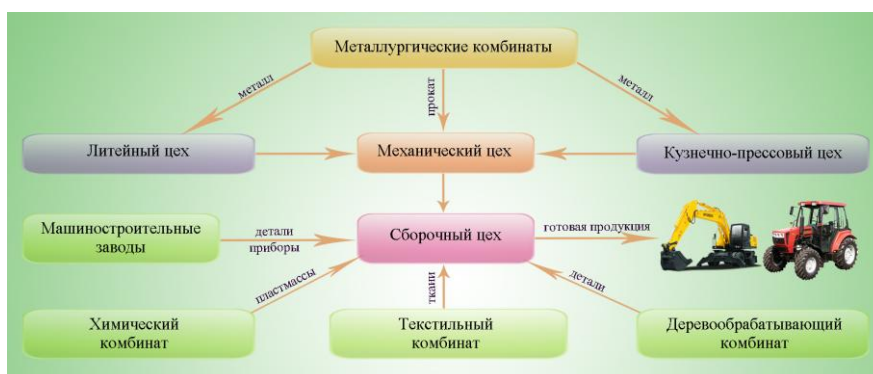 Металлургические комбинаты
металл
прокат
металл
Литейный цех
Механический цех
Кузнечно-прессовый цех
Машиностроительные
заводы
детали
приборы
Сборочный цех
готовая продукция
пластмассы
ткани
детали
Химический
комбинат
Текстильный
комбинат
Деревообрабатывающий
комбинат